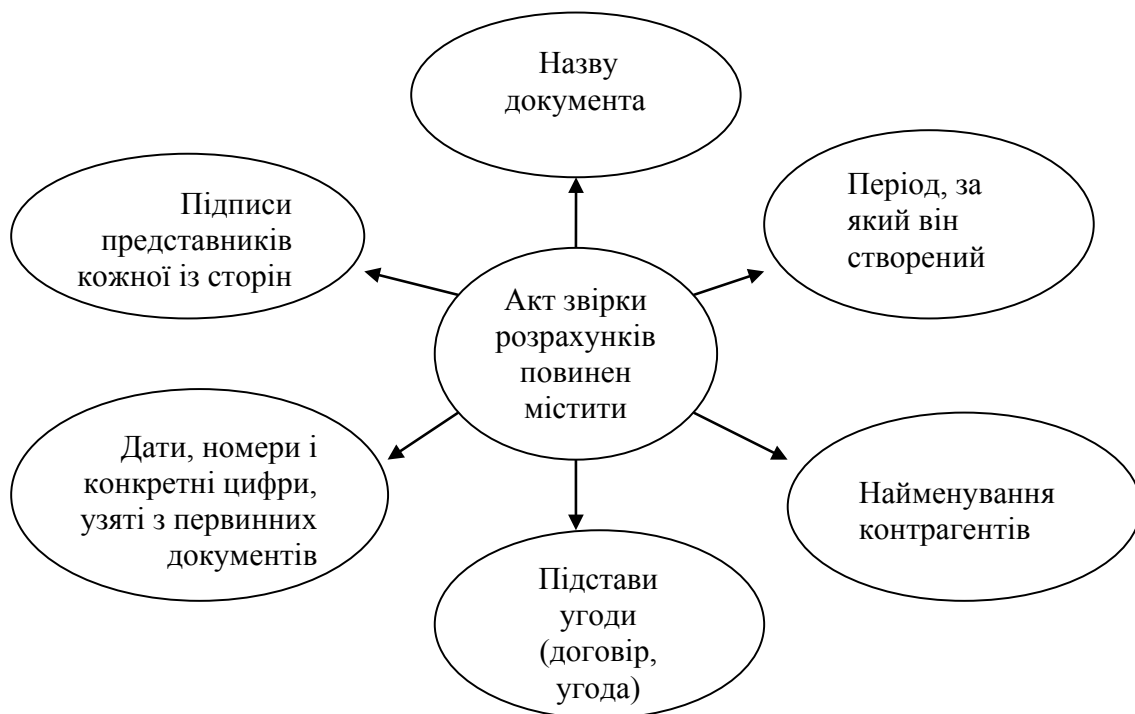 Назву
документа
Період, за
який він
створений
Підписи
представників
кожної із сторін
Акт звірки
розрахунків
повинен
містити
Дати, номери і
конкретні цифри,
узяті з первинних
документів
Найменування
контрагентів
Підстави
угоди
(договір,
угода)